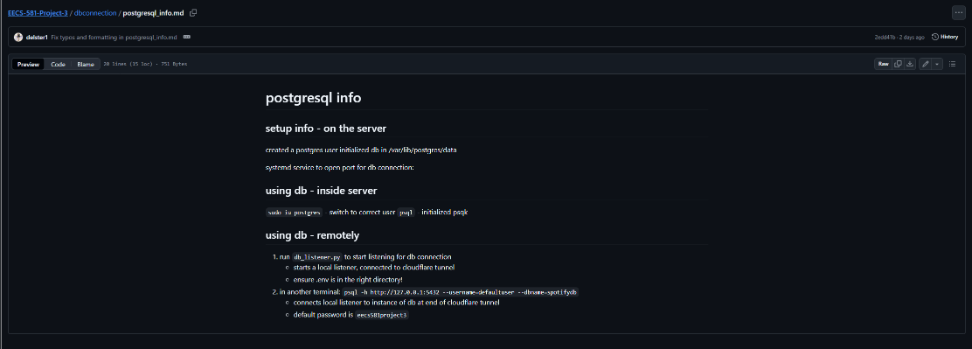 EECS-581-Project-3 / dbconnection / postgresql_info.md
delster1 Fix typos and formatting in postgresql_info.md
2 days ago History
Preview Code Blame 20 lines (15 loc) · 751 Bytes
Raw
postgresql info
setup info - on the server
created a postgres user initialized db in /var/lib/postgres/data
systemd service to open port for db connection:
using db - inside server
sudo iu postgres switch to correct user psql initialized psqk
using db - remotely
1. run db_listener.py to start listening for db connection
starts a local listener, connected to cloudflare tunnel
ensure .env is in the right directory!
2. in another terminal: psql -h http://127.0.0.1:5432 --username=defaultuser --dbname=spotifydb
connects local listener to instance of db at end of cloudflare tunnel
default password is eecs581project3